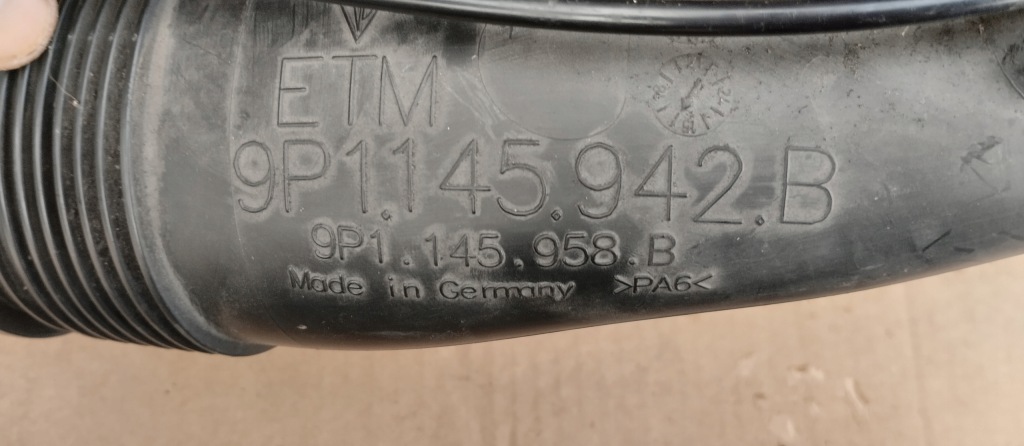 ETM
9P1.145.942.B
9P1.145.958.B
Made in Germany >PA6<